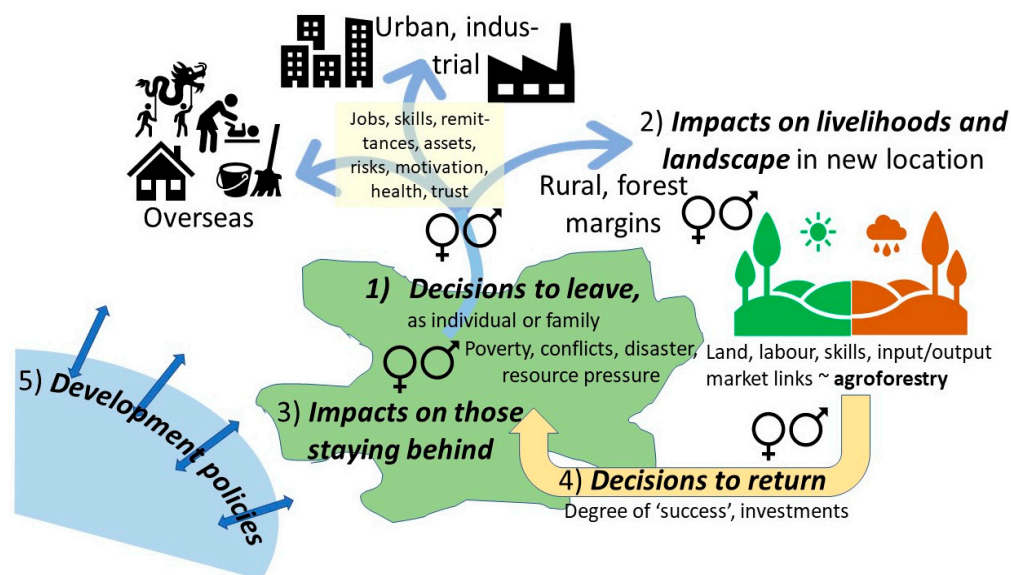 Urban, indus-
trial
Jobs, skills, remit-
tances, assets,
risks, motivation,
health, trust
Overseas
2) Impacts on livelihoods and
landscape in new location
Rural, forest
margins
1) Decisions to leave,
as individual or family
Poverty, conflicts, disaster,
resource pressure
Land, labour, skills, input/output
market links ~ agroforestry
3) Impacts on those
staying behind
4) Decisions to return
Degree of ‘success’, investments
5) Development policies